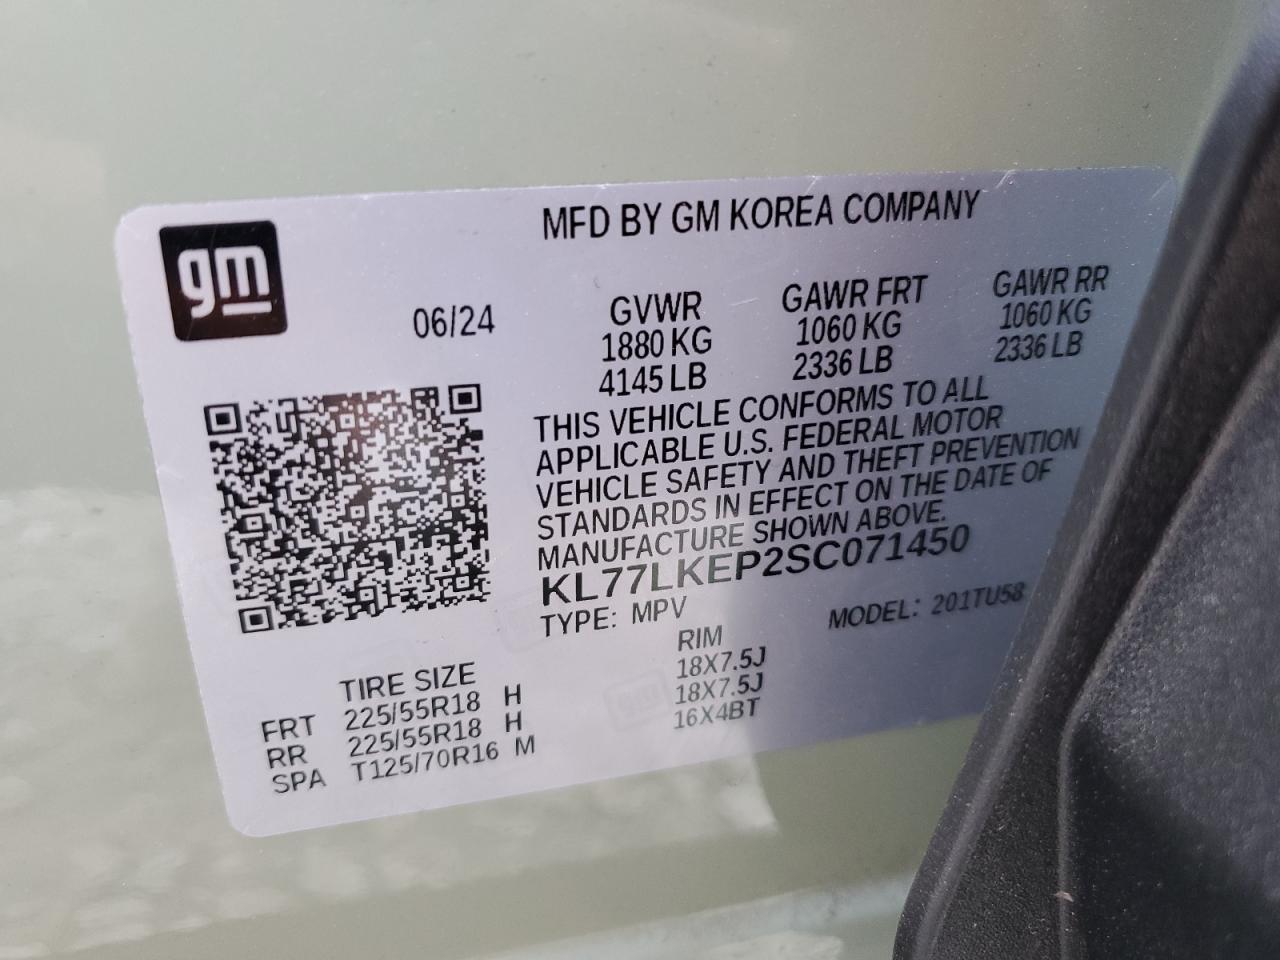 gm
MFD BY GM KOREA COMPANY
06/24
GVWR GAWR FRT GAWR RR
1880 KG 1060 KG 1060 KG
4145 LB 2336 LB 2336 LB
THIS VEHICLE CONFORMS TO ALL
APPLICABLE U.S. FEDERAL MOTOR
VEHICLE SAFETY AND THEFT PREVENTION
STANDARDS IN EFFECT ON THE DATE OF
MANUFACTURE SHOWN ABOVE.
KL77LKEP2SC071450
TYPE: MPV MODEL: 201TU58
TIRE SIZE RIM
FRT 225/55R18 H 18X7.5J
RR 225/55R18 H 18X7.5J
SPA T125/70R16 M 16X4BT
gm